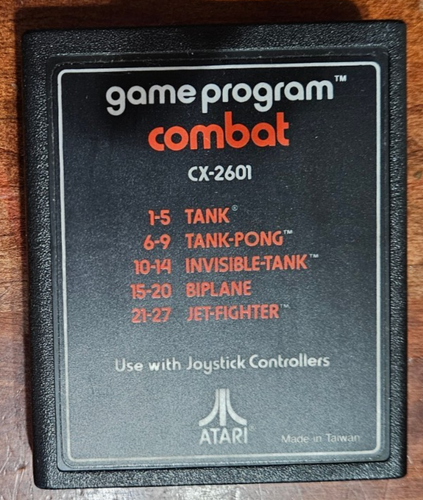 game program™
combat
CX-2601
1-5 TANK®
6-9 TANK-PONG™
10-14 INVISIBLE-TANK™
15-20 BIPLANE
21-27 JET-FIGHTER™
Use with Joystick Controllers
ATARI
Made in Taiwan